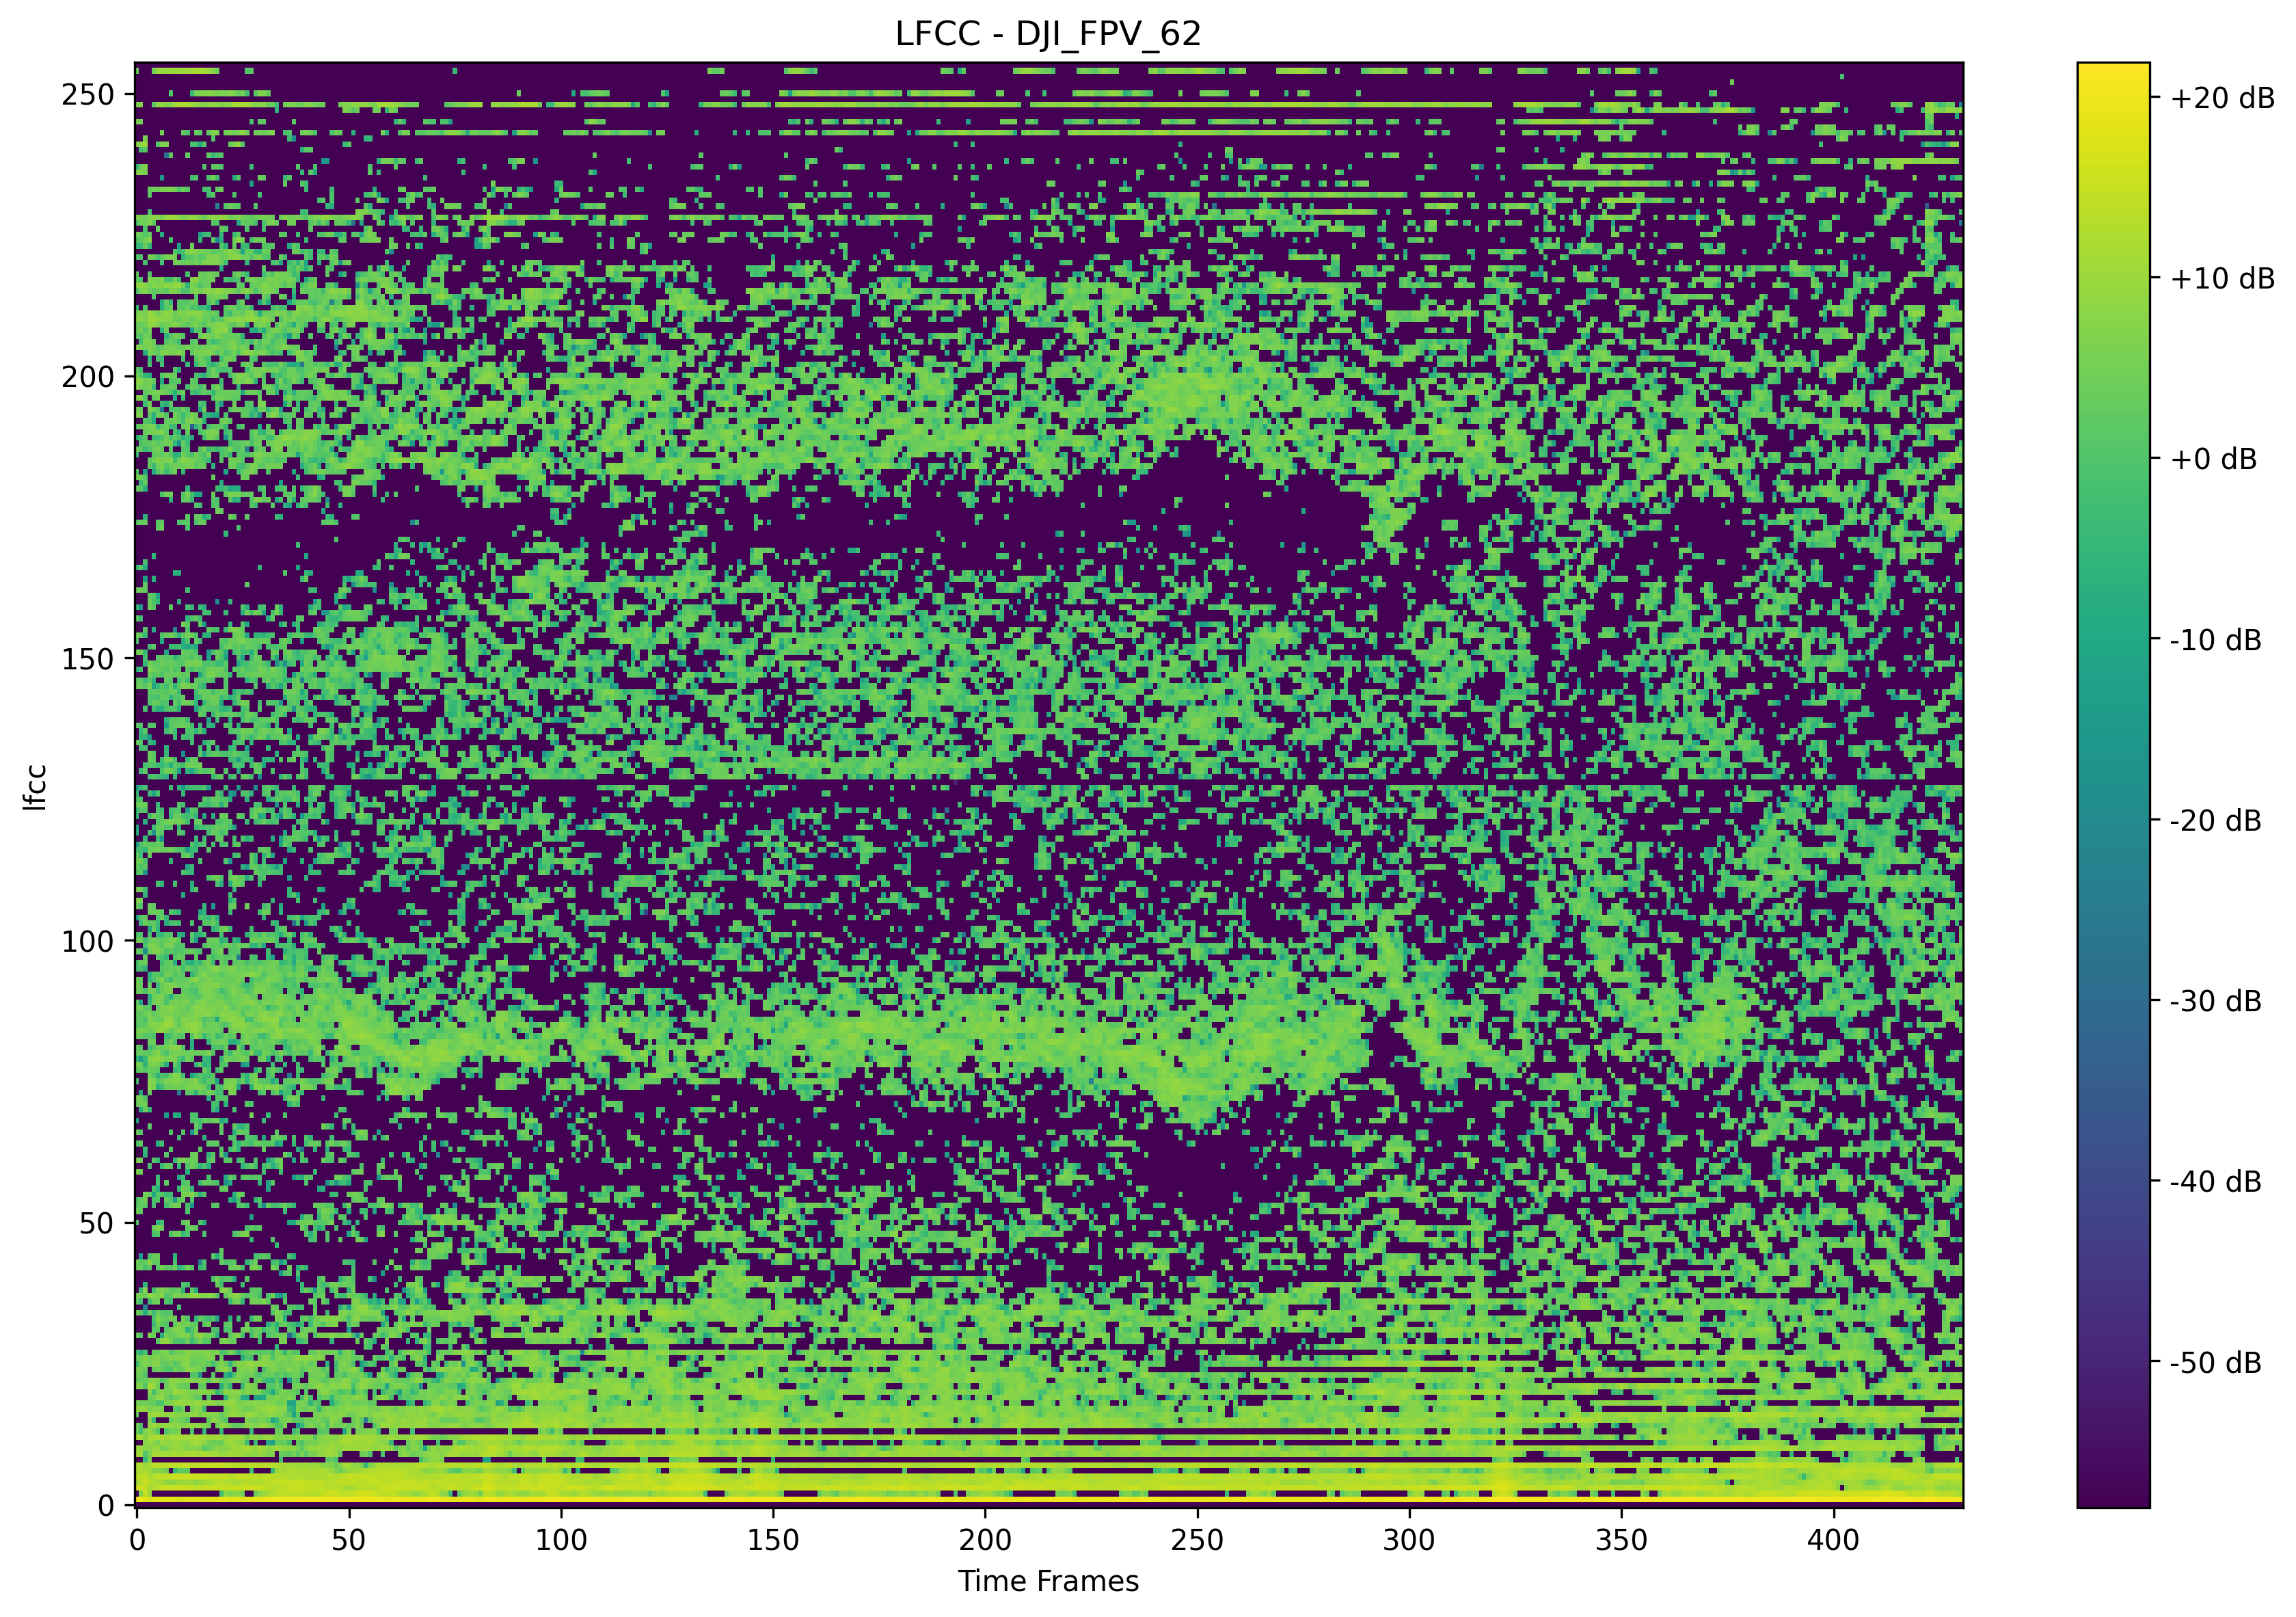 LFCC - DJI_FPV_62
250
200
150
100
50
0
lfcc
0 50 100 150 200 250 300 350 400
Time Frames
+20 dB
+10 dB
+0 dB
-10 dB
-20 dB
-30 dB
-40 dB
-50 dB